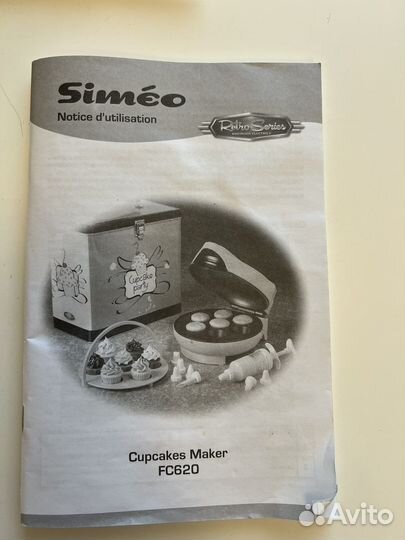 Siméo
Notice d'utilisation
Retro Series
Cupcake
party
Cupcakes Maker
FC620
Avito